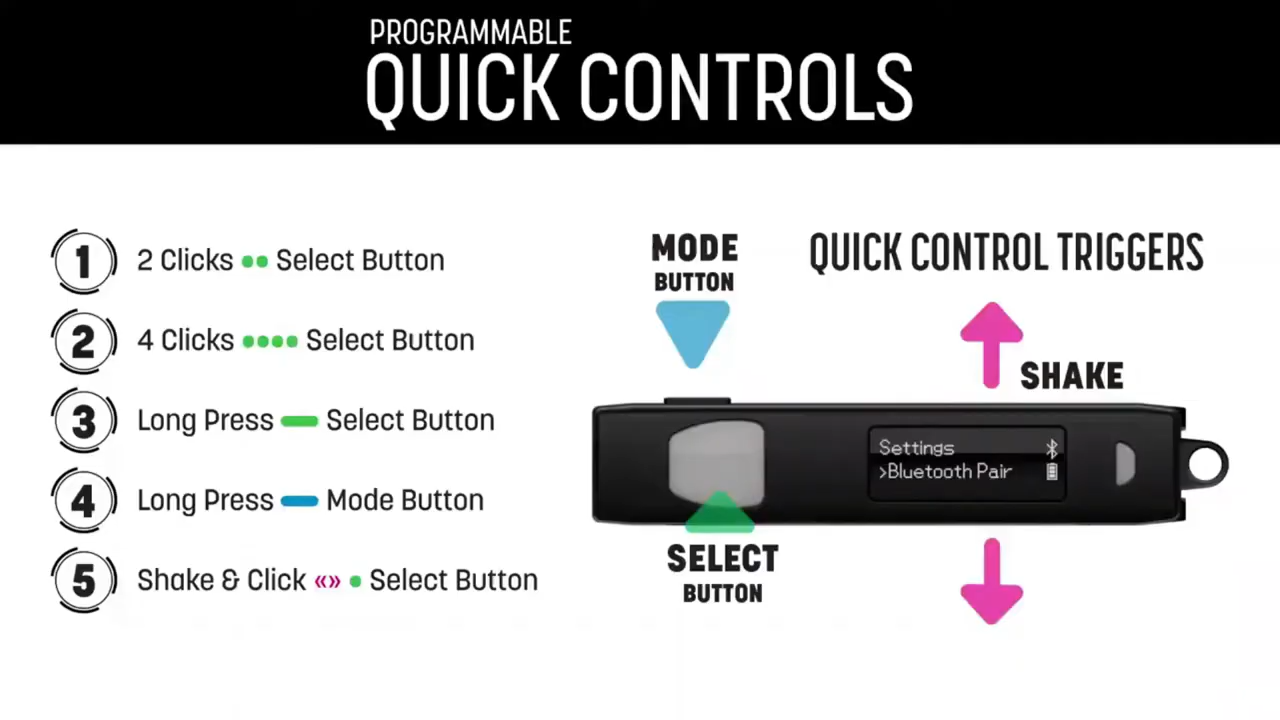 PROGRAMMABLE
QUICK CONTROLS
1 2 Clicks Select Button
2 4 Clicks Select Button
3 Long Press Select Button
4 Long Press Mode Button
5 Shake & Click «» Select Button
MODE
BUTTON
QUICK CONTROL TRIGGERS
SHAKE
Settings
>Bluetooth Pair
SELECT
BUTTON